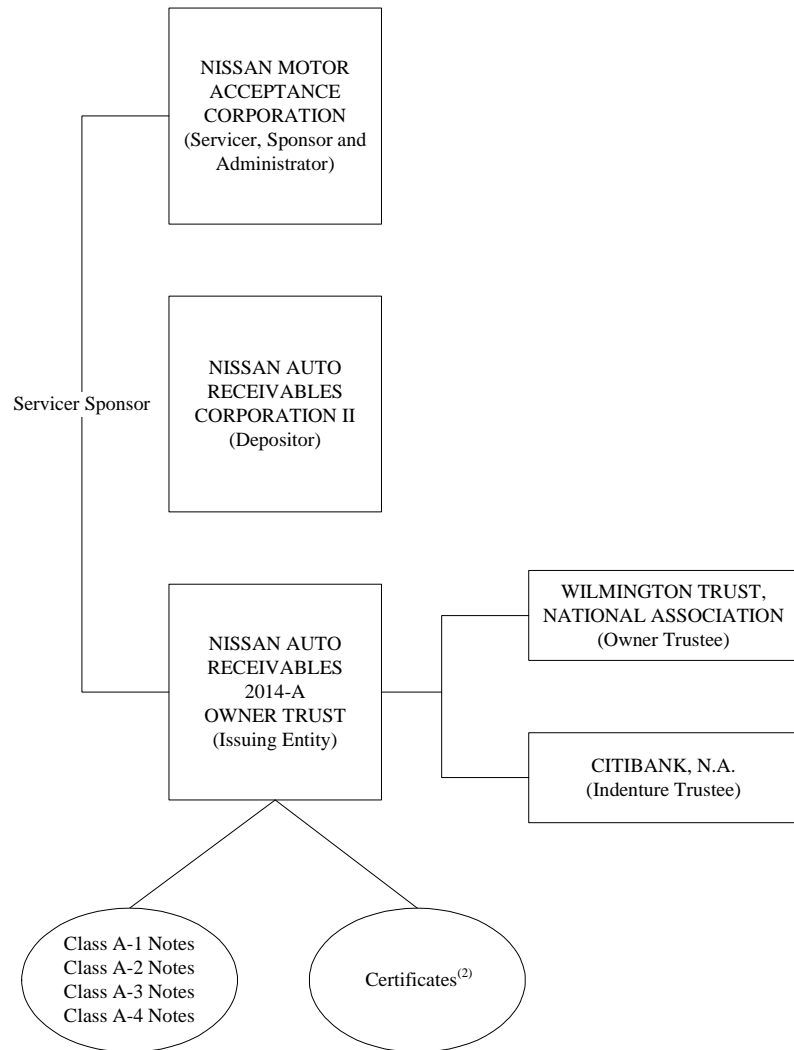 NISSAN MOTOR
ACCEPTANCE
CORPORATION
(Servicer, Sponsor and
Administrator)
Servicer Sponsor
NISSAN AUTO
RECEIVABLES
CORPORATION II
(Depositor)
NISSAN AUTO
RECEIVABLES
2014-A
OWNER TRUST
(Issuing Entity)
WILMINGTON TRUST,
NATIONAL ASSOCIATION
(Owner Trustee)
CITIBANK, N.A.
(Indenture Trustee)
Class A-1 Notes
Class A-2 Notes
Class A-3 Notes
Class A-4 Notes
Certificates(2)